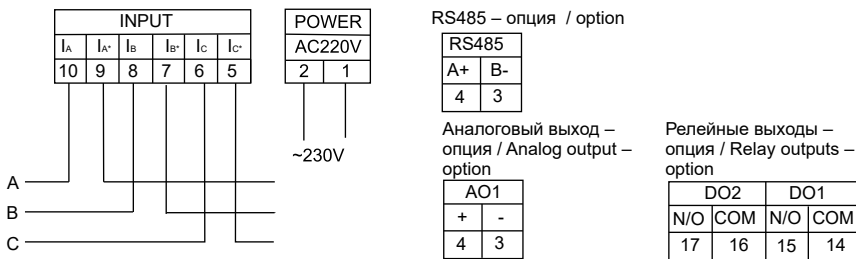 INPUT
IA IA* IB IB* IC IC*
10 9 8 7 6 5
A
B
C
POWER
AC220V
2 1
~230V
RS485 – опция / option
RS485
A+ B-
4 3
Аналоговый выход –
опция / Analog output –
option
AO1
+ -
4 3
Релейные выходы –
опция / Relay outputs –
option
DO2 DO1
N/O COM N/O COM
17 16 15 14